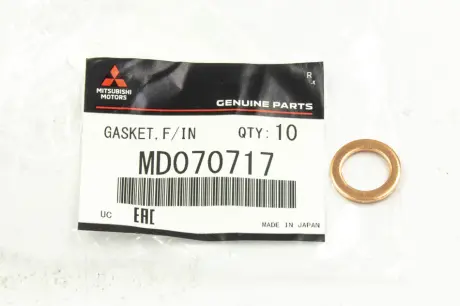 R
MITSUBISHI
MOTORS
GENUINE PARTS
GASKET,F/IN QTY: 10
MD070717
UC EAC
MADE IN JAPAN